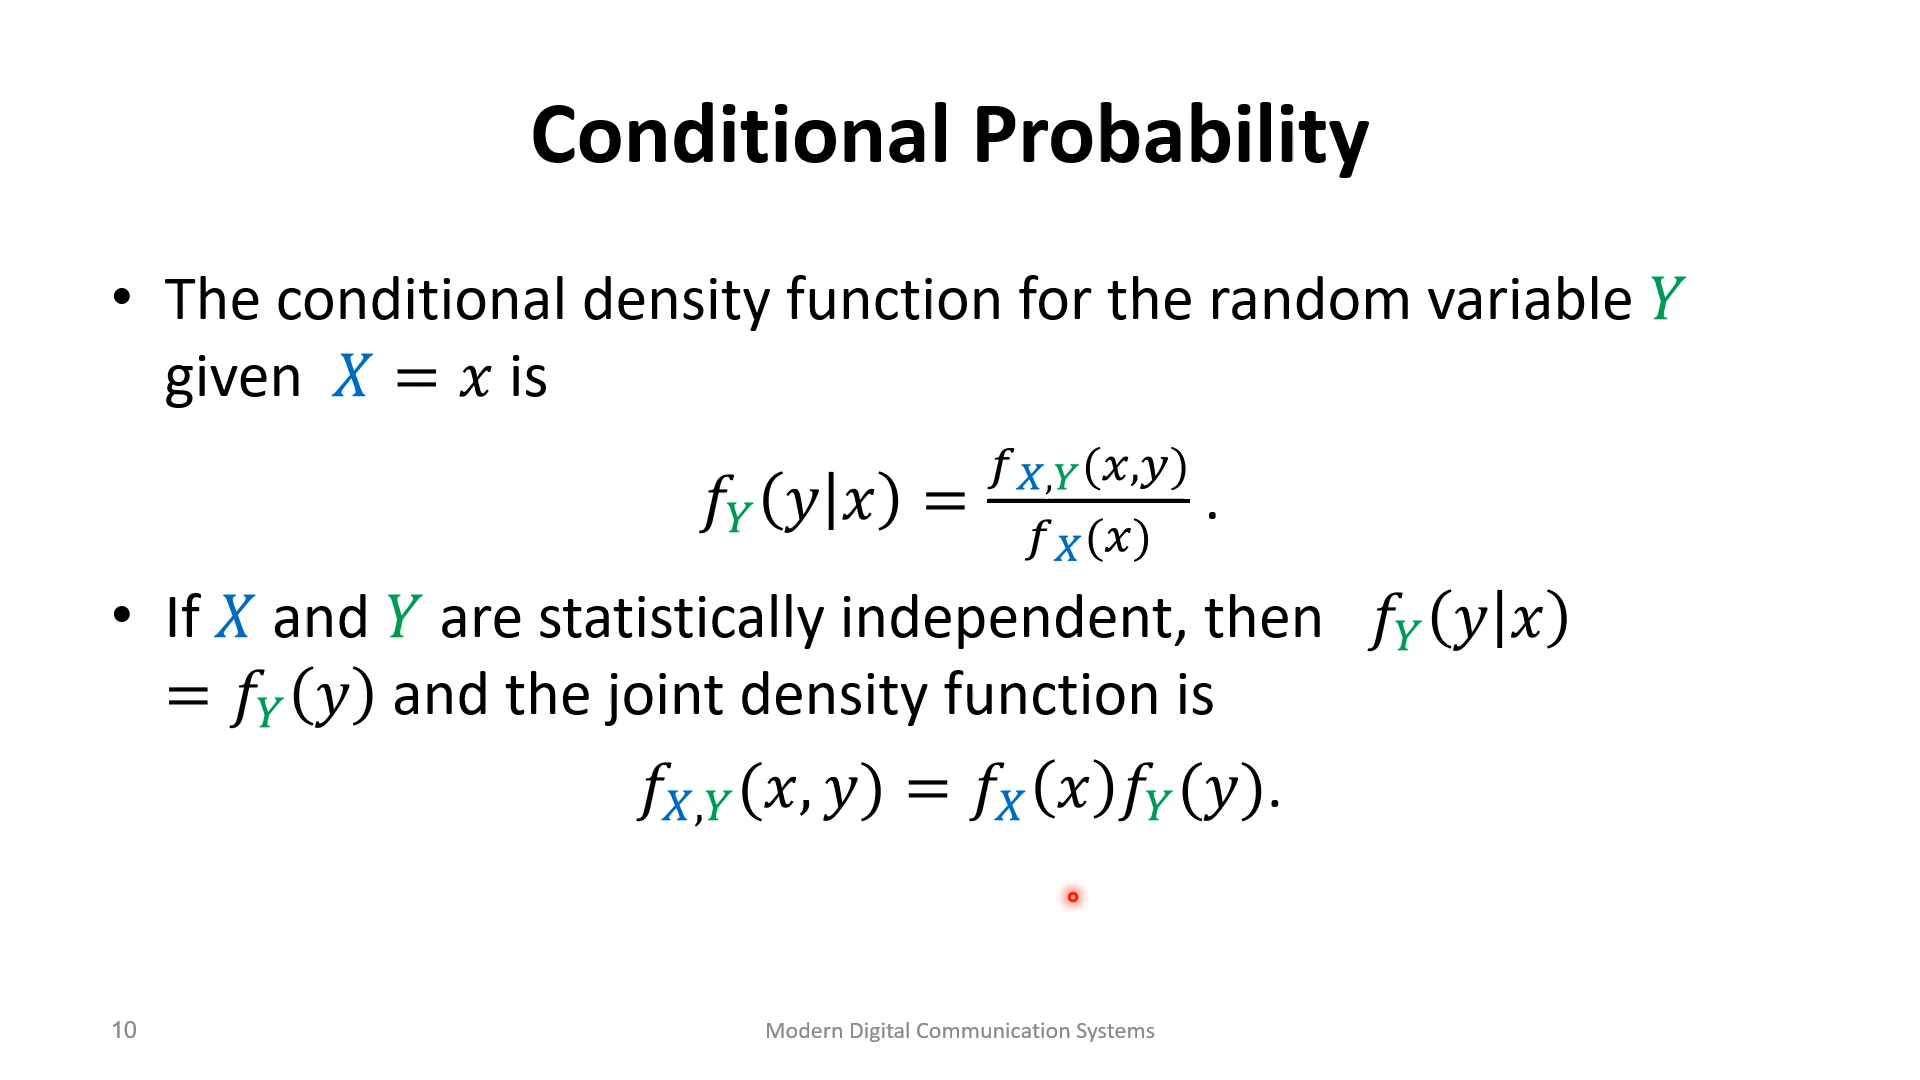 Conditional Probability
• The conditional density function for the random variable Y
given X = x is
f_Y(y|x) = f_{X,Y}(x,y) / f_X(x) .
• If X and Y are statistically independent, then f_Y(y|x)
= f_Y(y) and the joint density function is
f_{X,Y}(x, y) = f_X(x)f_Y(y).
10 Modern Digital Communication Systems